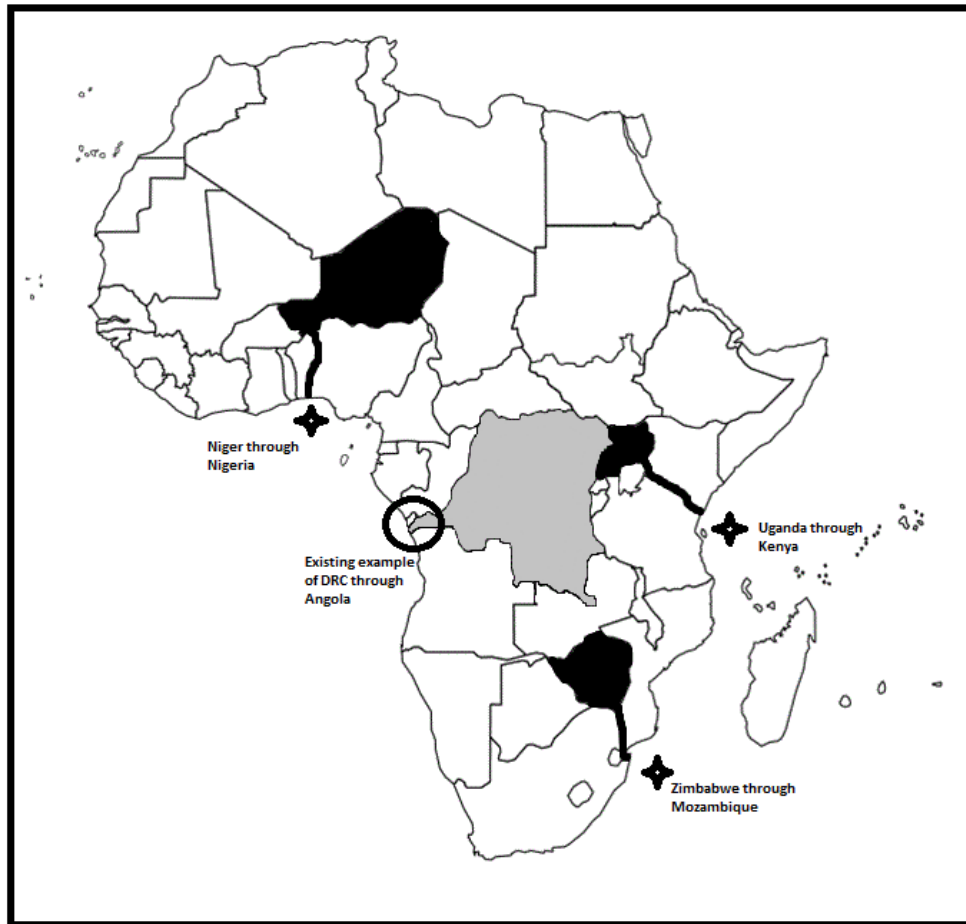 Niger through
Nigeria
Uganda through
Kenya
Existing example
of DRC through
Angola
Zimbabwe through
Mozambique